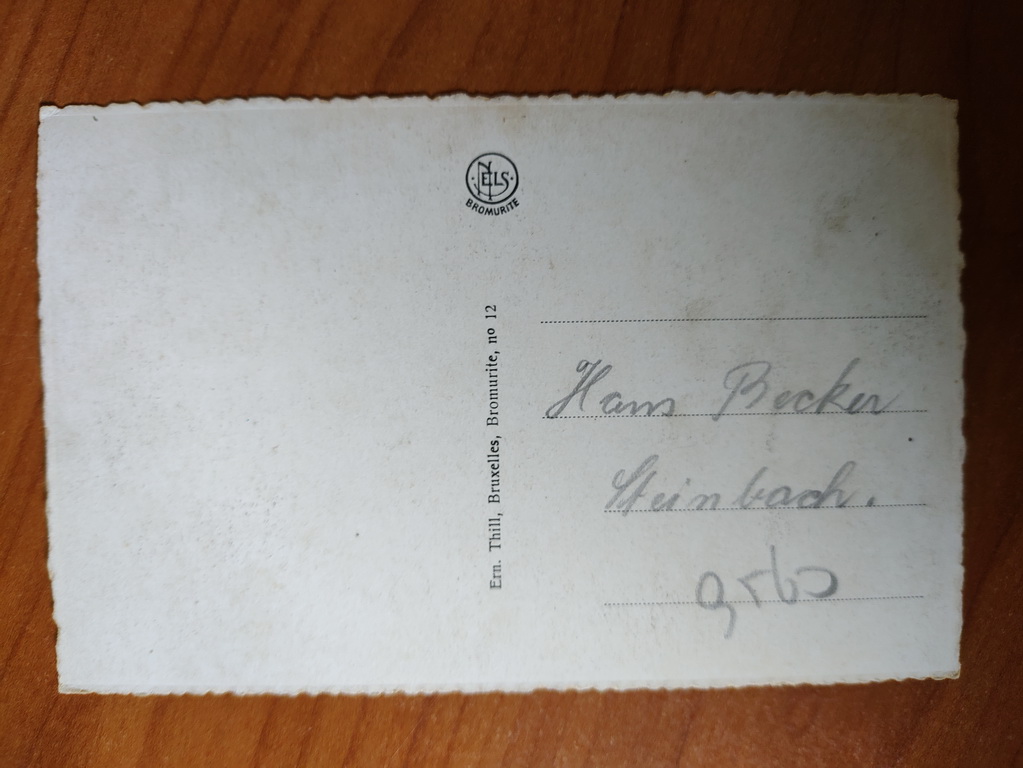 NELS
BROMURITE
Ern. Thill, Bruxelles, Bromurite, nº 12
Hans Becker
Steinbach.